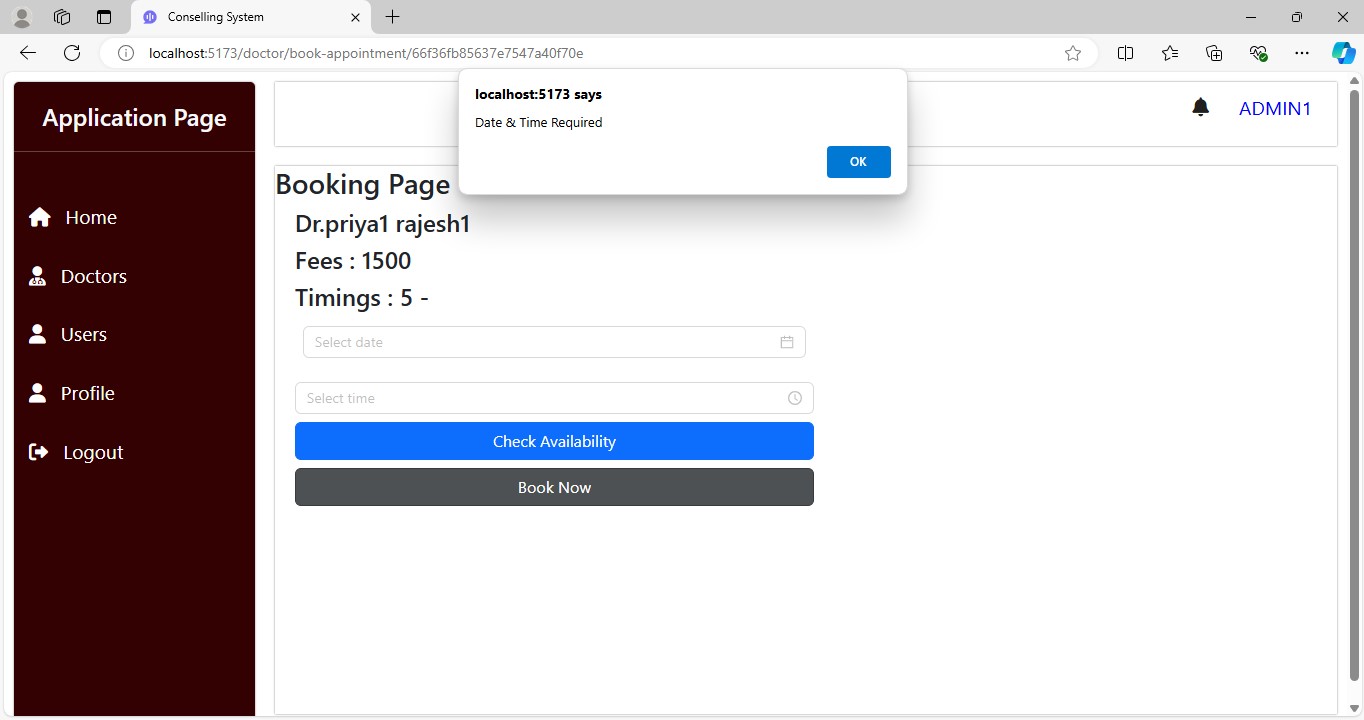 Conselling System
localhost:5173/doctor/book-appointment/66f36fb85637e7547a40f70e
localhost:5173 says
Date & Time Required
OK
Application Page
Home
Doctors
Users
Profile
Logout
ADMIN1
Booking Page
Dr.priya1 rajesh1
Fees : 1500
Timings : 5 -
Select date
Select time
Check Availability
Book Now